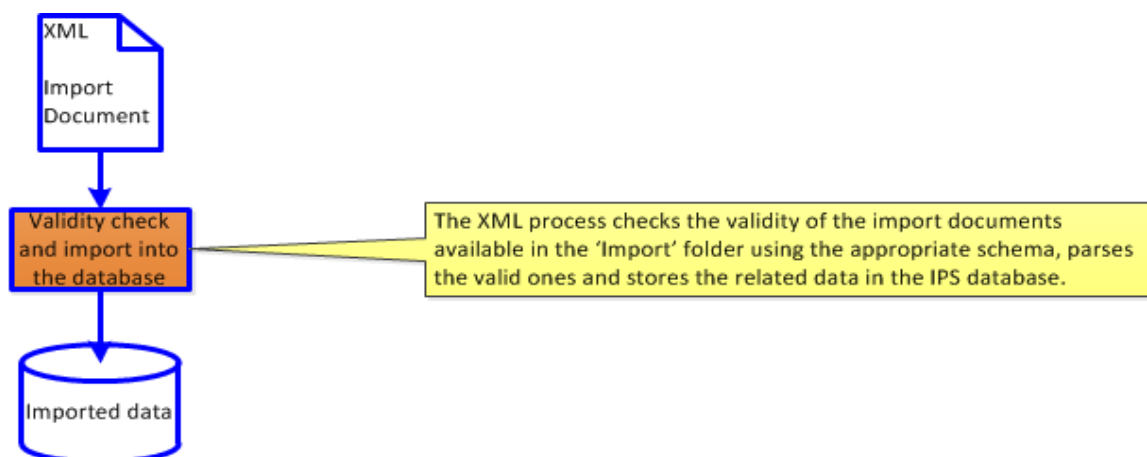 XML
Import
Document
Validity check
and import into
the database
The XML process checks the validity of the import documents
available in the ‘Import’ folder using the appropriate schema, parses
the valid ones and stores the related data in the IPS database.
Imported data